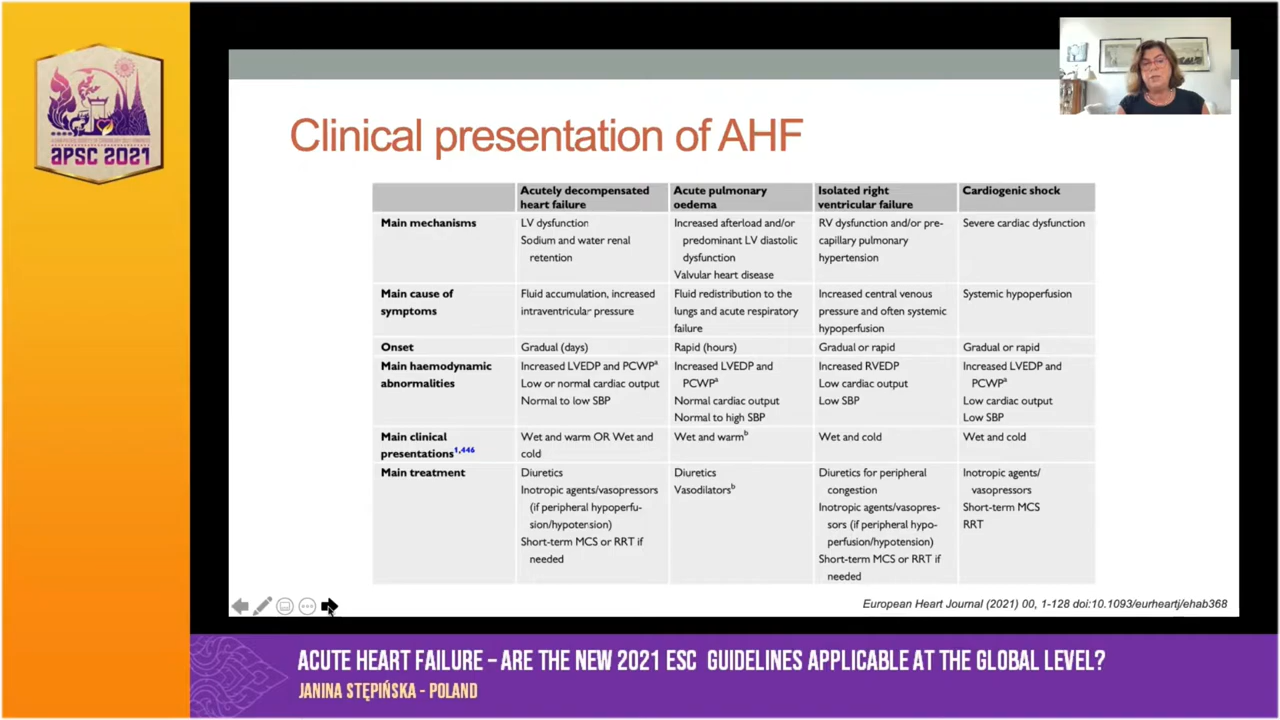 APSC 2021
Clinical presentation of AHF
Acutely decompensated heart failure
Acute pulmonary oedema
Isolated right ventricular failure
Cardiogenic shock
Main mechanisms
LV dysfunction
Sodium and water renal
retention
Increased afterload and/or
predominant LV diastolic
dysfunction
Valvular heart disease
RV dysfunction and/or pre-
capillary pulmonary
hypertension
Severe cardiac dysfunction
Main cause of
symptoms
Fluid accumulation, increased
intraventricular pressure
Fluid redistribution to the
lungs and acute respiratory
failure
Increased central venous
pressure and often systemic
hypoperfusion
Systemic hypoperfusion
Onset
Gradual (days)
Rapid (hours)
Gradual or rapid
Gradual or rapid
Main haemodynamic
abnormalities
Increased LVEDP and PCWPa
Low or normal cardiac output
Normal to low SBP
Increased LVEDP and
PCWPa
Normal cardiac output
Normal to high SBP
Increased RVEDP
Low cardiac output
Low SBP
Increased LVEDP and
PCWPa
Low cardiac output
Low SBP
Main clinical
presentations1,446
Wet and warm OR Wet and
cold
Wet and warmb
Wet and cold
Wet and cold
Main treatment
Diuretics
Inotropic agents/vasopressors
(if peripheral hypoperfu-
sion/hypotension)
Short-term MCS or RRT if
needed
Diuretics
Vasodilatorsb
Diuretics for peripheral
congestion
Inotropic agents/vasopres-
sors (if peripheral hypo-
perfusion/hypotension)
Short-term MCS or RRT if
needed
Inotropic agents/
vasopressors
Short-term MCS
RRT
European Heart Journal (2021) 00, 1-128 doi:10.1093/eurheartj/ehab368
ACUTE HEART FAILURE – ARE THE NEW 2021 ESC GUIDELINES APPLICABLE AT THE GLOBAL LEVEL?
JANINA STĘPIŃSKA - POLAND